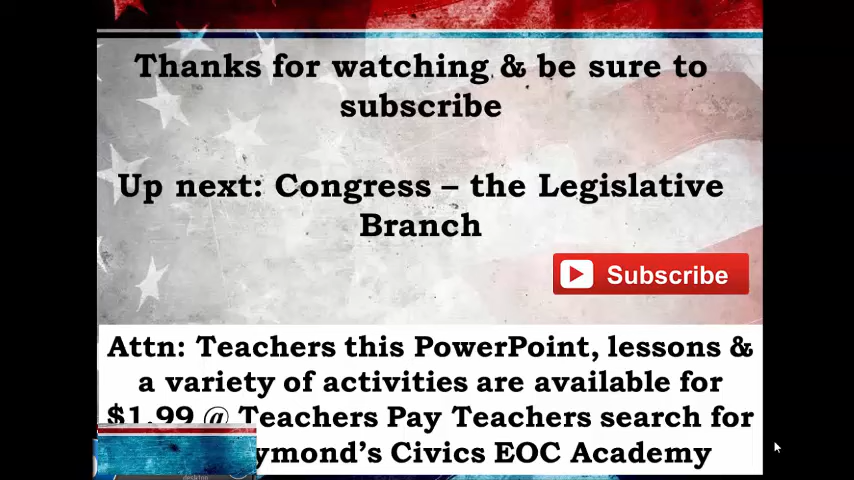 Thanks for watching & be sure to
subscribe
Up next: Congress – the Legislative
Branch
Subscribe
Attn: Teachers this PowerPoint, lessons &
a variety of activities are available for
$1.99 @ Teachers Pay Teachers search for
ymond's Civics EOC Academy
desktop